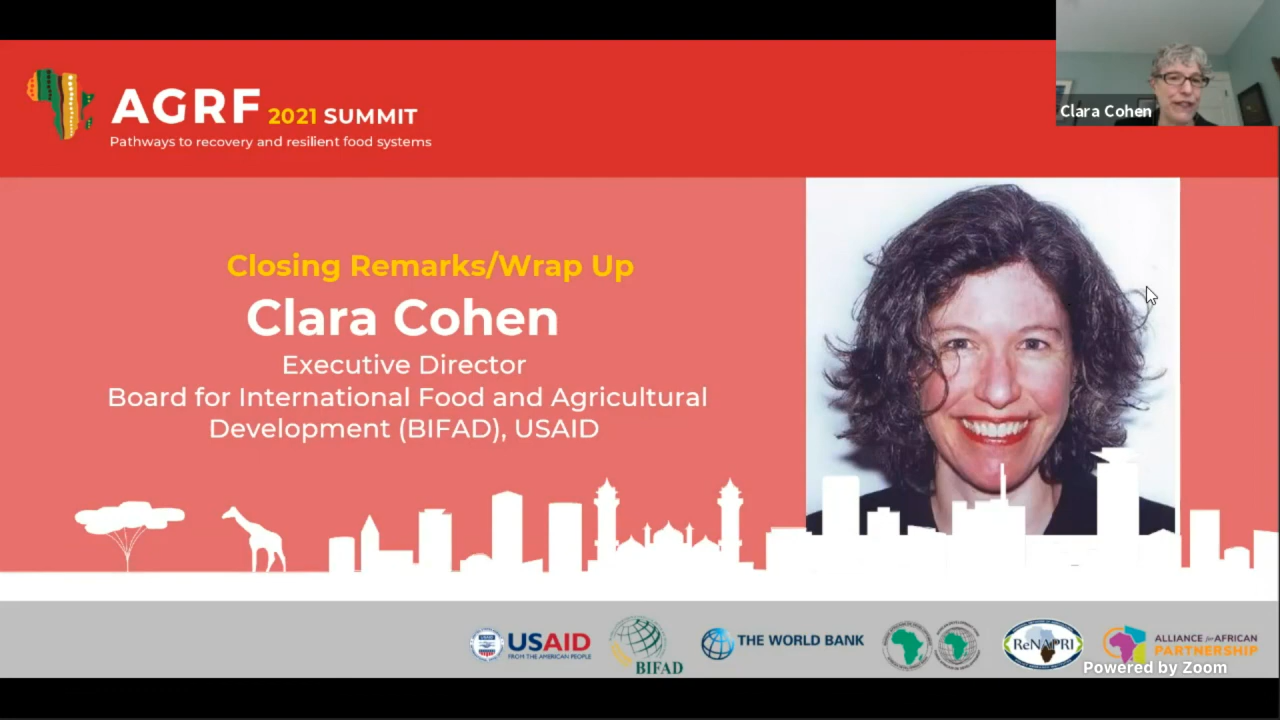 AGRF 2021 SUMMIT
Pathways to recovery and resilient food systems
Clara Cohen
Closing Remarks/Wrap Up
Clara Cohen
Executive Director
Board for International Food and Agricultural
Development (BIFAD), USAID
USAID
FROM THE AMERICAN PEOPLE
BIFAD
THE WORLD BANK
ReNAPRI
ALLIANCE for AFRICAN
PARTNERSHIP
Powered by Zoom